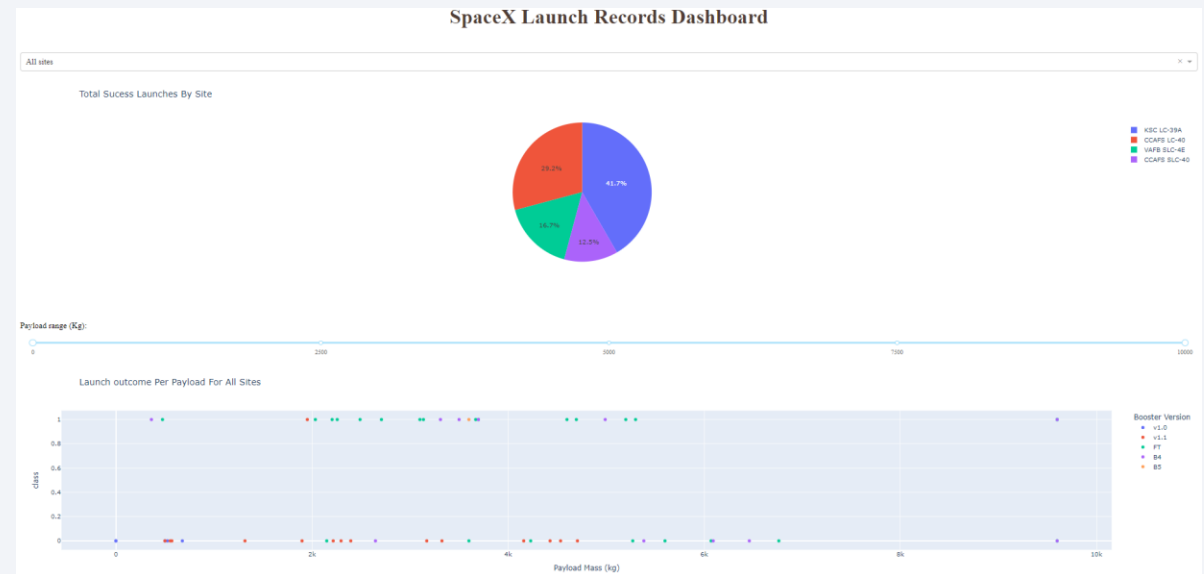 SpaceX Launch Records Dashboard
All sites
Total Sucess Launches By Site
41.7%
29.2%
16.7%
12.5%
KSC LC-39A
CCAFS LC-40
VAFB SLC-4E
CCAFS SLC-40
Payload range (Kg):
0 2500 5000 7500 10000
Launch outcome Per Payload For All Sites
1
0.8
0.6
0.4
0.2
0
class
0 2k 4k 6k 8k 10k
Payload Mass (kg)
Booster Version
v1.0
v1.1
FT
B4
B5